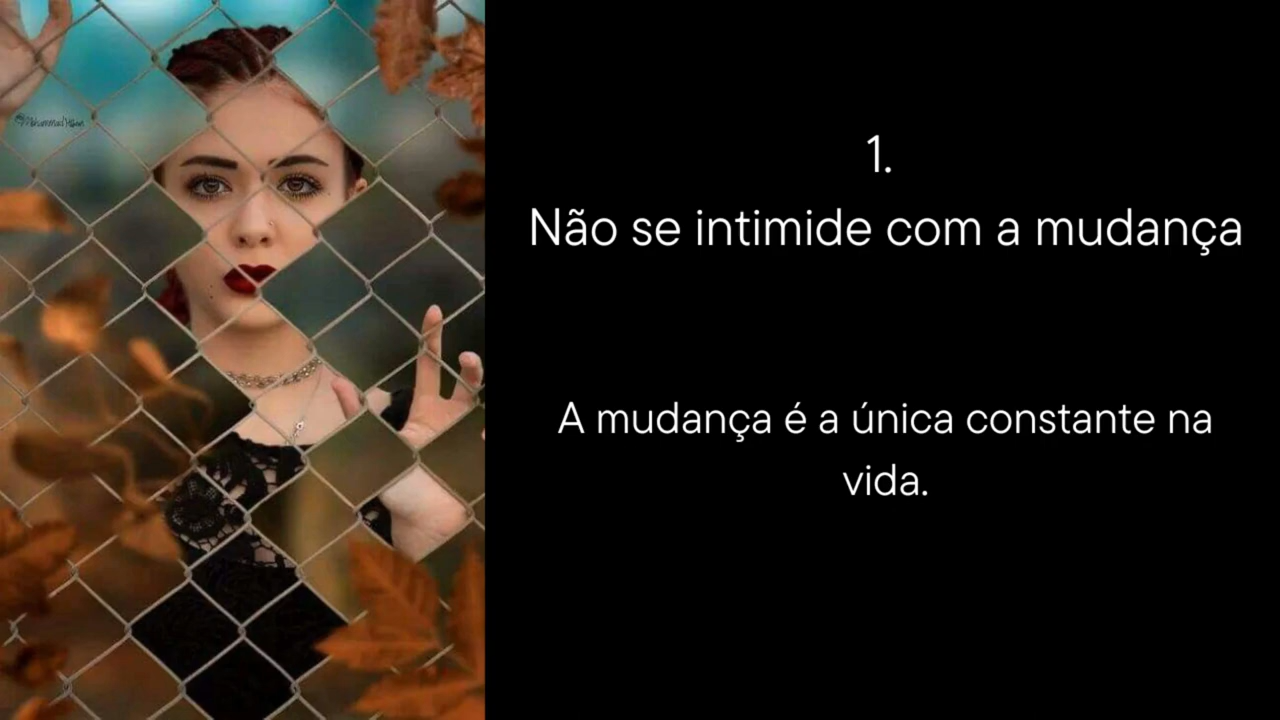 1.
Não se intimide com a mudança
A mudança é a única constante na
vida.